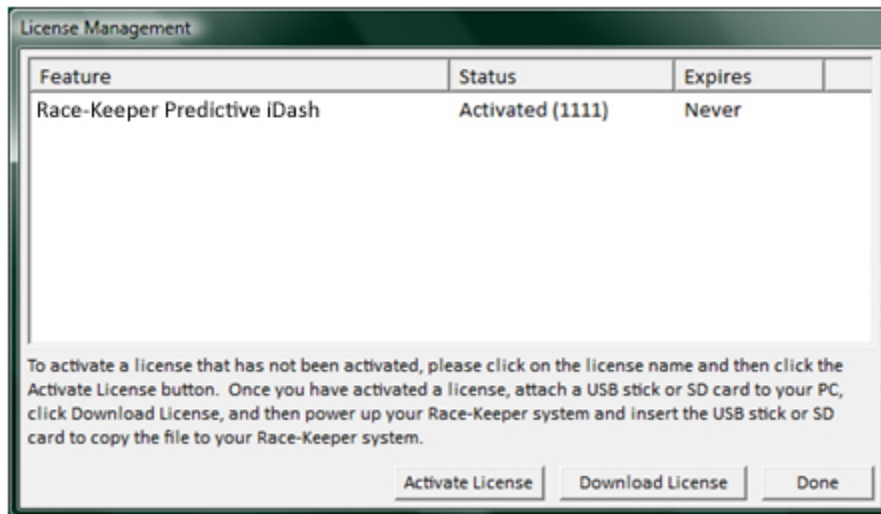 License Management
Feature Status Expires
Race-Keeper Predictive iDash Activated (1111) Never
To activate a license that has not been activated, please click on the license name and then click the
Activate License button. Once you have activated a license, attach a USB stick or SD card to your PC,
click Download License, and then power up your Race-Keeper system and insert the USB stick or SD
card to copy the file to your Race-Keeper system.
Activate License Download License Done